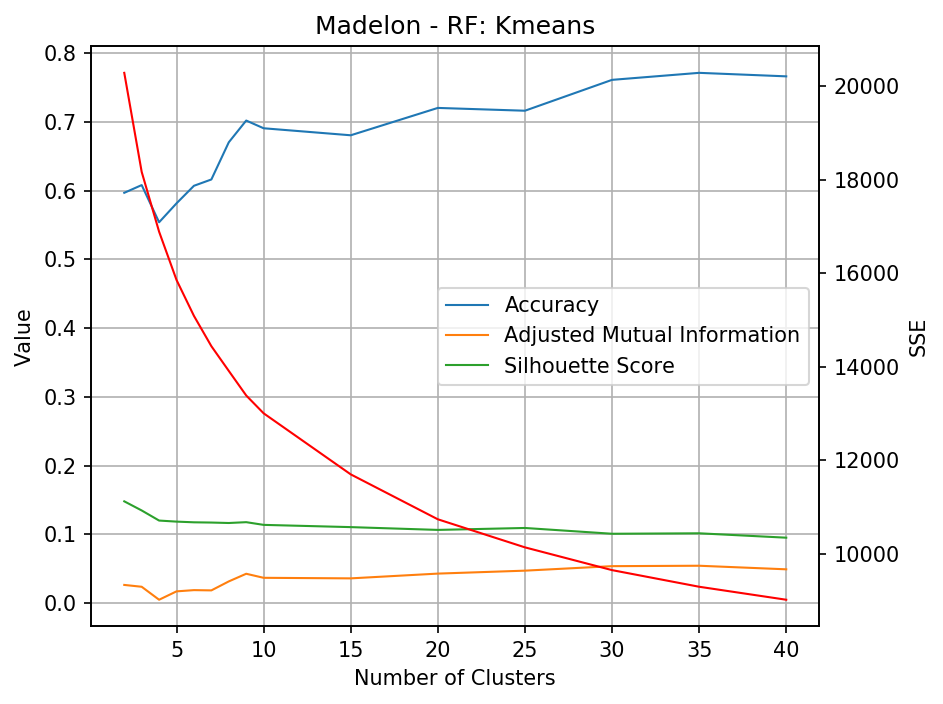 Madelon - RF: Kmeans
0.8
0.7
0.6
0.5
0.4
0.3
0.2
0.1
0.0
Value
20000
18000
16000
14000
12000
10000
SSE
Accuracy
Adjusted Mutual Information
Silhouette Score
5 10 15 20 25 30 35 40
Number of Clusters